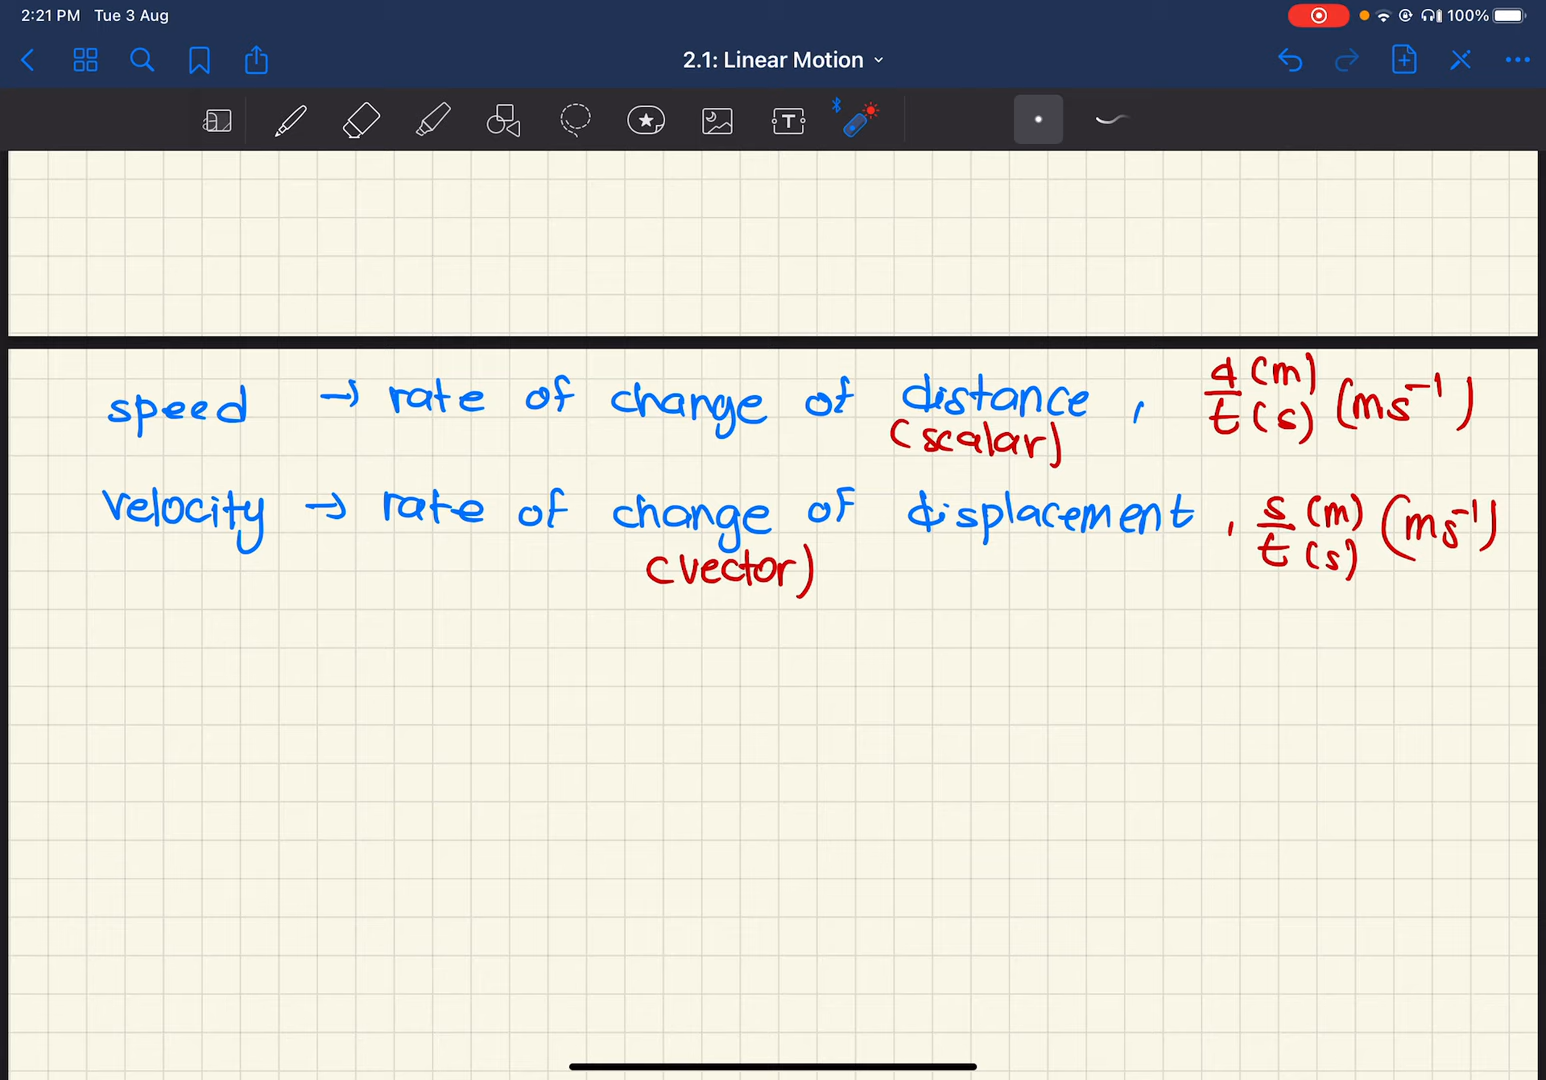 2:21 PM Tue 3 Aug 100%
2.1: Linear Motion
speed → rate of change of distance, d (m) / t (s) (ms⁻¹)
(scalar)
velocity → rate of change of displacement, s (m) / t (s) (ms⁻¹)
(vector)